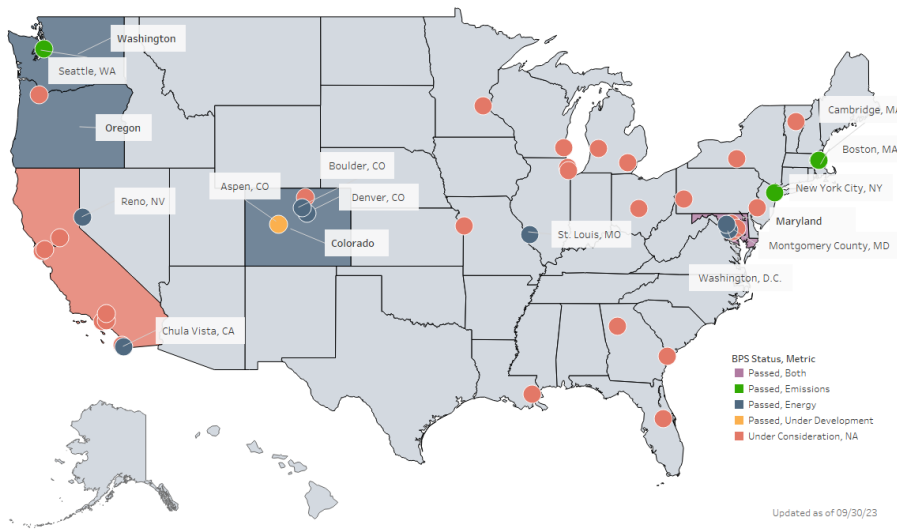 Washington
Seattle, WA
Oregon
Reno, NV
Chula Vista, CA
Boulder, CO
Aspen, CO
Denver, CO
Colorado
St. Louis, MO
Cambridge, MA
Boston, MA
New York City, NY
Maryland
Montgomery County, MD
Washington, D.C.
BPS Status, Metric
Passed, Both
Passed, Emissions
Passed, Energy
Passed, Under Development
Under Consideration, NA
Updated as of 09/30/23